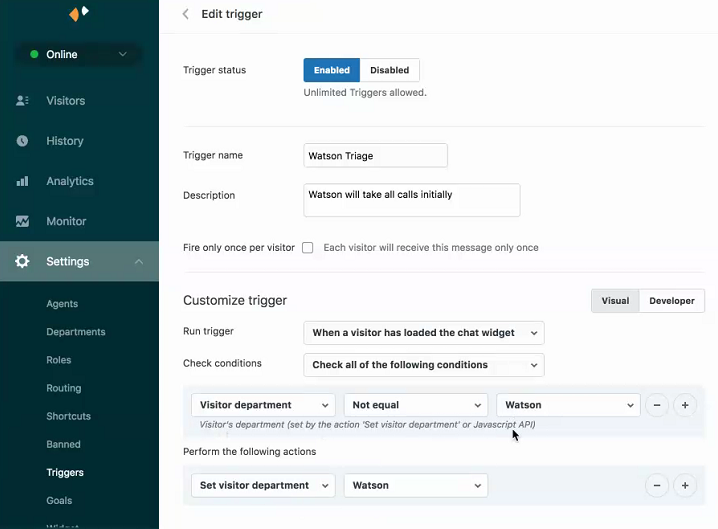 Edit trigger
Online
Visitors
History
Analytics
Monitor
Settings
Agents
Departments
Roles
Routing
Shortcuts
Banned
Triggers
Goals
Widget
Trigger status
Enabled Disabled
Unlimited Triggers allowed.
Trigger name Watson Triage
Description Watson will take all calls initially
Fire only once per visitor Each visitor will receive this message only once
Customize trigger Visual Developer
Run trigger When a visitor has loaded the chat widget
Check conditions Check all of the following conditions
Visitor department Not equal Watson
Visitor's department (set by the action 'Set visitor department' or Javascript API)
Perform the following actions
Set visitor department Watson